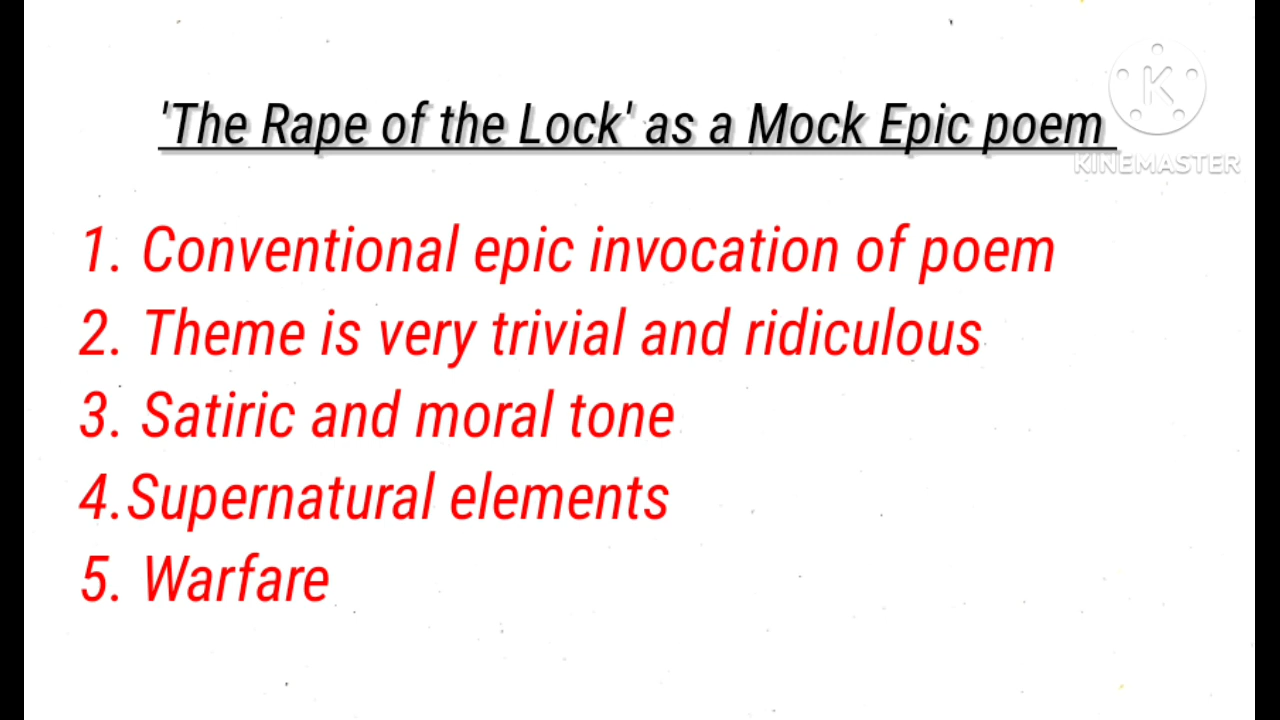 'The Rape of the Lock' as a Mock Epic poem
K
KINEMASTER
1. Conventional epic invocation of poem
2. Theme is very trivial and ridiculous
3. Satiric and moral tone
4.Supernatural elements
5. Warfare